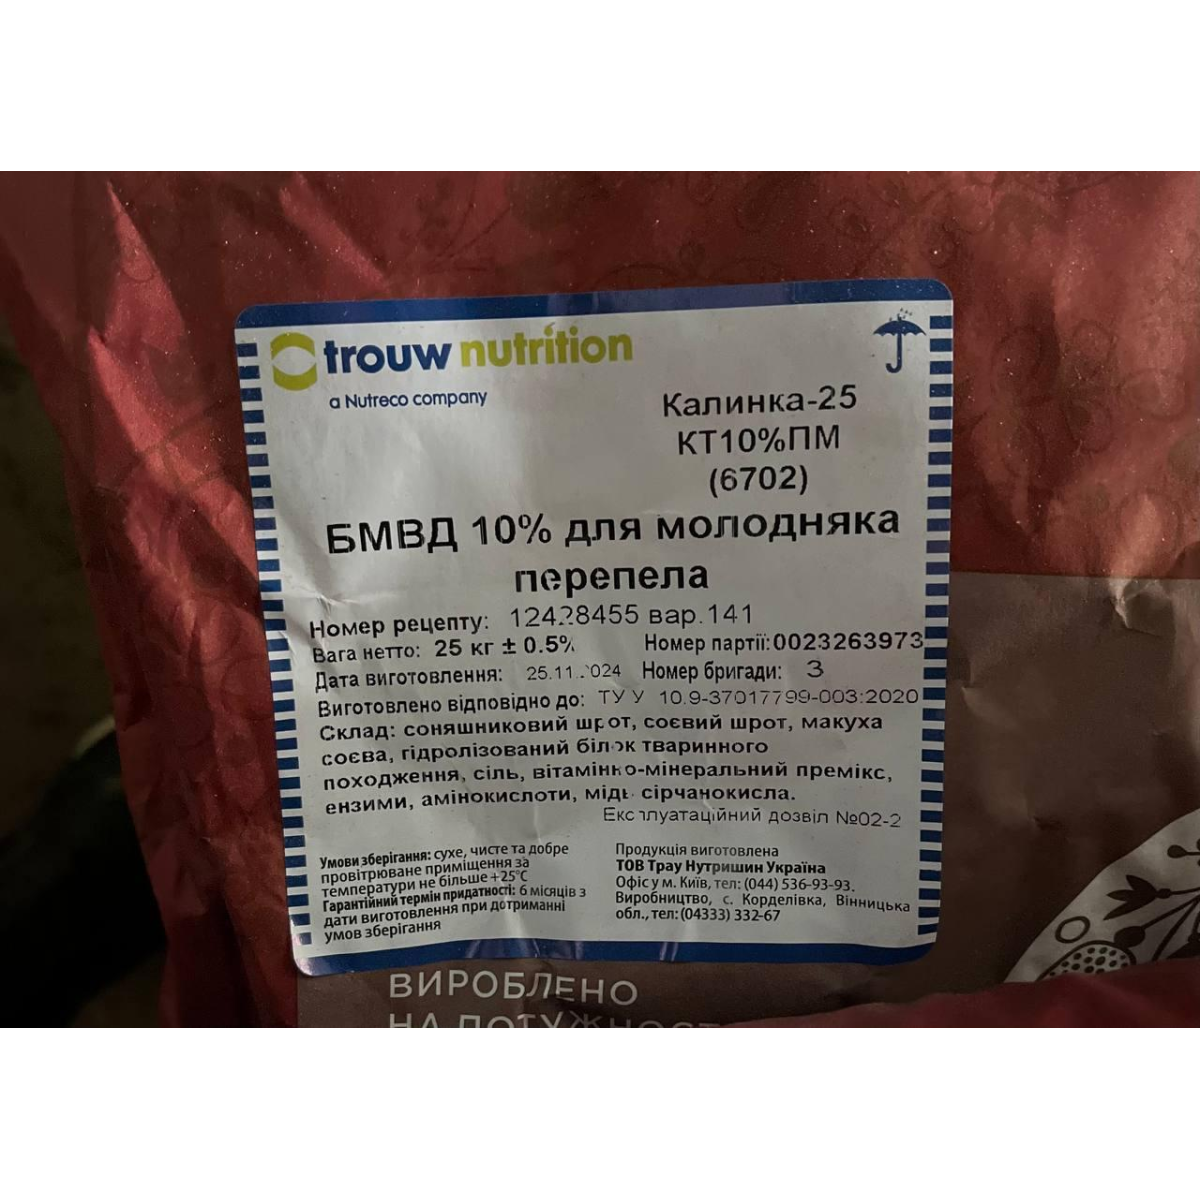 trouw nutrition
a Nutreco company
Калинка-25
КТ10%ПМ
(6702)
БМВД 10% для молодняка
перепела
Номер рецепту: 12428455 вар.141
Вага нетто: 25 кг ± 0.5% Номер партії: 0023263973
Дата виготовлення: 25.11.2024 Номер бригади: 3
Виготовлено відповідно до: ТУ У 10.9-37017799-003:2020
Склад: соняшниковий шрот, соєвий шрот, макуха
соєва, гідролізований білок тваринного
походження, сіль, вітамінно-мінеральний премікс,
ензими, амінокислоти, мідь сірчанокисла.
Експлуатаційний дозвіл №02-2
Умови зберігання: сухе, чисте та добре
провітрюване приміщення за
температури не більше +25°С
Гарантійний термін придатності: 6 місяців з
дати виготовлення при дотриманні
умов зберігання
Продукція виготовлена
ТОВ Трау Нутришин Україна
Офіс у м. Київ, тел: (044) 536-93-93.
Виробництво, с. Корделівка, Вінницька
обл., тел: (04333) 332-67
ВИРОБЛЕНО
НА